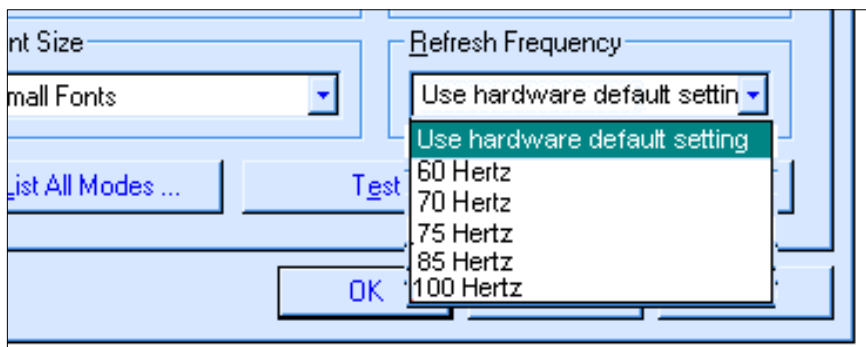 nt Size
Refresh Frequency
mall Fonts
Use hardware default settin
Use hardware default setting
60 Hertz
70 Hertz
75 Hertz
85 Hertz
100 Hertz
List All Modes ...
Test
OK